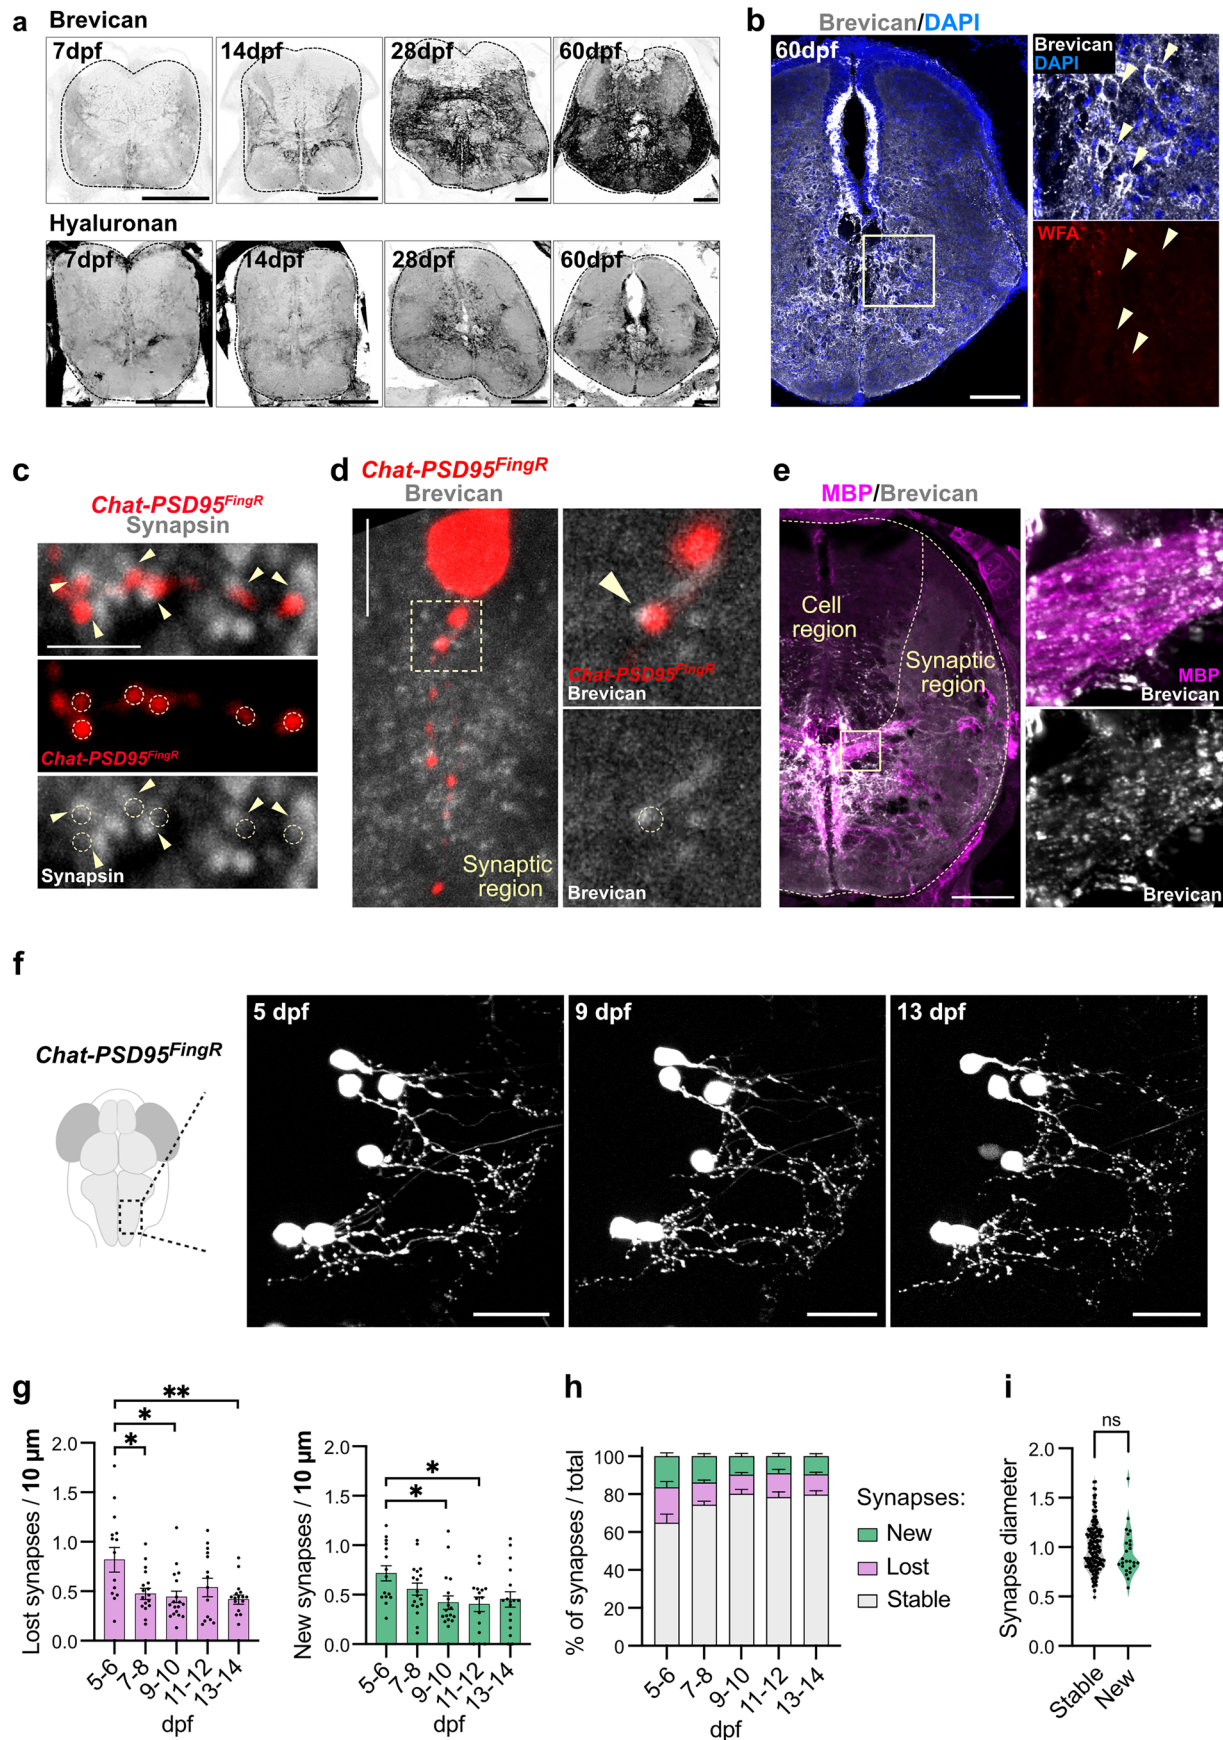 a
Brevican
7dpf
14dpf
28dpf
60dpf
Hyaluronan
7dpf
14dpf
28dpf
60dpf
b
Brevican/DAPI
60dpf
Brevican
DAPI
WFA
c
Chat-PSD95FingR
Synapsin
Chat-PSD95FingR
Synapsin
d
Chat-PSD95FingR
Brevican
Synaptic
region
Chat-PSD95FingR
Brevican
Brevican
e
MBP/Brevican
Cell
region
Synaptic
region
MBP
Brevican
Brevican
f
Chat-PSD95FingR
5 dpf
9 dpf
13 dpf
g
Lost synapses / 10 µm
2.0
1.5
1.0
0.5
0.0
*
*
**
5-6
7-8
9-10
11-12
13-14
dpf
New synapses / 10 µm
2.0
1.5
1.0
0.5
0.0
*
*
5-6
7-8
9-10
11-12
13-14
dpf
h
% of synapses / total
100
80
60
40
20
0
5-6
7-8
9-10
11-12
13-14
dpf
Synapses:
New
Lost
Stable
i
Synapse diameter
2.0
1.5
1.0
0.5
0.0
ns
Stable
New